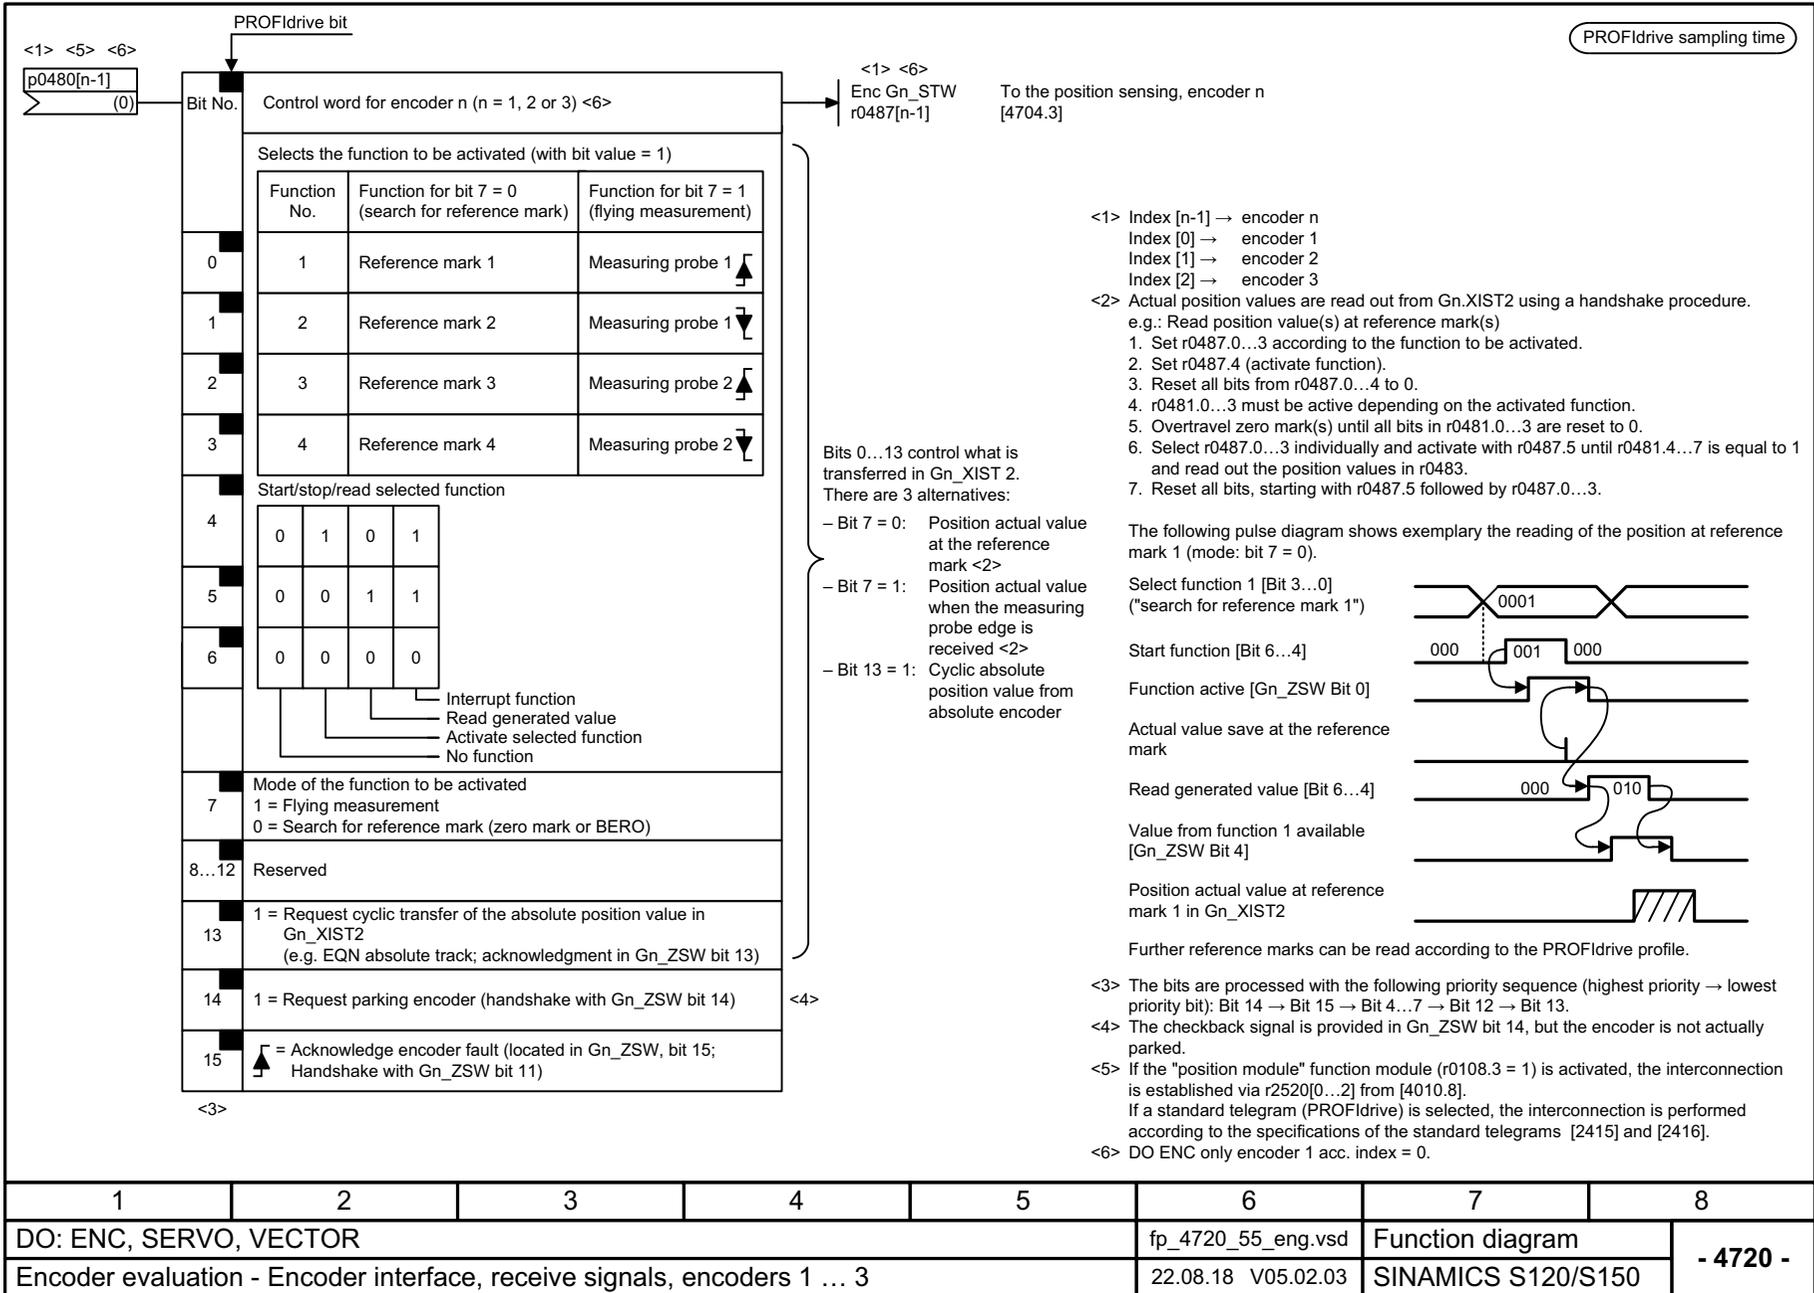 PROFIdrive bit
PROFIdrive sampling time
<1> <5> <6>
p0480[n-1]
(0)
Bit No.
Control word for encoder n (n = 1, 2 or 3) <6>
<1> <6>
Enc Gn_STW
r0487[n-1]
To the position sensing, encoder n
[4704.3]
Selects the function to be activated (with bit value = 1)
Function No.
Function for bit 7 = 0
(search for reference mark)
Function for bit 7 = 1
(flying measurement)
0
1
Reference mark 1
Measuring probe 1
1
2
Reference mark 2
Measuring probe 1
2
3
Reference mark 3
Measuring probe 2
3
4
Reference mark 4
Measuring probe 2
Start/stop/read selected function
4
0 1 0 1
5
0 0 1 1
6
0 0 0 0
Interrupt function
Read generated value
Activate selected function
No function
7
Mode of the function to be activated
1 = Flying measurement
0 = Search for reference mark (zero mark or BERO)
8…12
Reserved
13
1 = Request cyclic transfer of the absolute position value in
Gn_XIST2
(e.g. EQN absolute track; acknowledgment in Gn_ZSW bit 13)
14
1 = Request parking encoder (handshake with Gn_ZSW bit 14)
<4>
15
= Acknowledge encoder fault (located in Gn_ZSW, bit 15;
Handshake with Gn_ZSW bit 11)
<3>
Bits 0…13 control what is
transferred in Gn_XIST 2.
There are 3 alternatives:
– Bit 7 = 0: Position actual value
at the reference
mark <2>
– Bit 7 = 1: Position actual value
when the measuring
probe edge is
received <2>
– Bit 13 = 1: Cyclic absolute
position value from
absolute encoder
<1> Index [n-1] → encoder n
Index [0] → encoder 1
Index [1] → encoder 2
Index [2] → encoder 3
<2> Actual position values are read out from Gn.XIST2 using a handshake procedure.
e.g.: Read position value(s) at reference mark(s)
1. Set r0487.0…3 according to the function to be activated.
2. Set r0487.4 (activate function).
3. Reset all bits from r0487.0…4 to 0.
4. r0481.0…3 must be active depending on the activated function.
5. Overtravel zero mark(s) until all bits in r0481.0…3 are reset to 0.
6. Select r0487.0…3 individually and activate with r0487.5 until r0481.4…7 is equal to 1
and read out the position values in r0483.
7. Reset all bits, starting with r0487.5 followed by r0487.0…3.
The following pulse diagram shows exemplary the reading of the position at reference
mark 1 (mode: bit 7 = 0).
Select function 1 [Bit 3…0]
("search for reference mark 1")
0001
Start function [Bit 6…4]
000 001 000
Function active [Gn_ZSW Bit 0]
Actual value save at the reference
mark
Read generated value [Bit 6…4]
000 010
Value from function 1 available
[Gn_ZSW Bit 4]
Position actual value at reference
mark 1 in Gn_XIST2
Further reference marks can be read according to the PROFIdrive profile.
<3> The bits are processed with the following priority sequence (highest priority → lowest
priority bit): Bit 14 → Bit 15 → Bit 4…7 → Bit 12 → Bit 13.
<4> The checkback signal is provided in Gn_ZSW bit 14, but the encoder is not actually
parked.
<5> If the "position module" function module (r0108.3 = 1) is activated, the interconnection
is established via r2520[0…2] from [4010.8].
If a standard telegram (PROFIdrive) is selected, the interconnection is performed
according to the specifications of the standard telegrams [2415] and [2416].
<6> DO ENC only encoder 1 acc. index = 0.
1 2 3 4 5 6 7 8
DO: ENC, SERVO, VECTOR
fp_4720_55_eng.vsd
Function diagram
- 4720 -
Encoder evaluation - Encoder interface, receive signals, encoders 1 … 3
22.08.18 V05.02.03
SINAMICS S120/S150